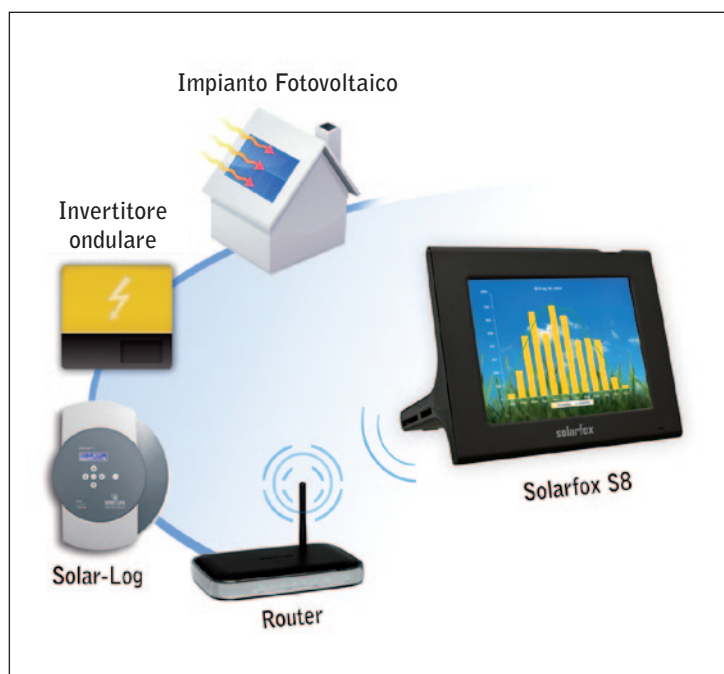 Impianto Fotovoltaico
Invertitore
ondulare
solarfox
Solarfox S8
Solar-Log
Router